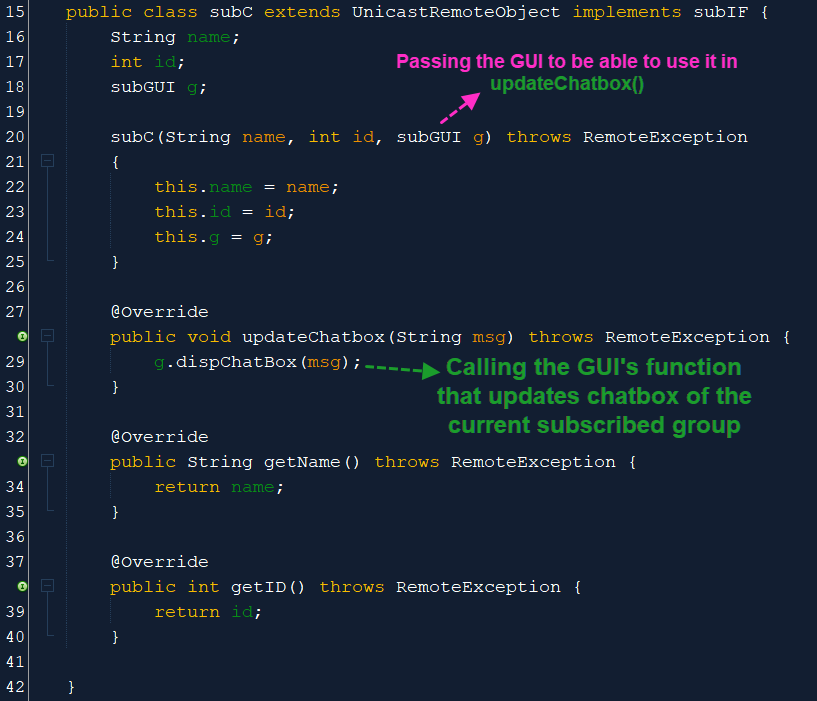 15 public class subC extends UnicastRemoteObject implements subIF {
16 String name;
17 int id;
Passing the GUI to be able to use it in
18 subGUI g;
updateChatbox()
19
20 subC(String name, int id, subGUI g) throws RemoteException
21 {
22 this.name = name;
23 this.id = id;
24 this.g = g;
25 }
26
27 @Override
public void updateChatbox(String msg) throws RemoteException {
29 g.dispChatBox(msg);
Calling the GUI's function
30 }
that updates chatbox of the
31
current subscribed group
32 @Override
public String getName() throws RemoteException {
34 return name;
35 }
36
37 @Override
public int getID() throws RemoteException {
39 return id;
40 }
41
42 }